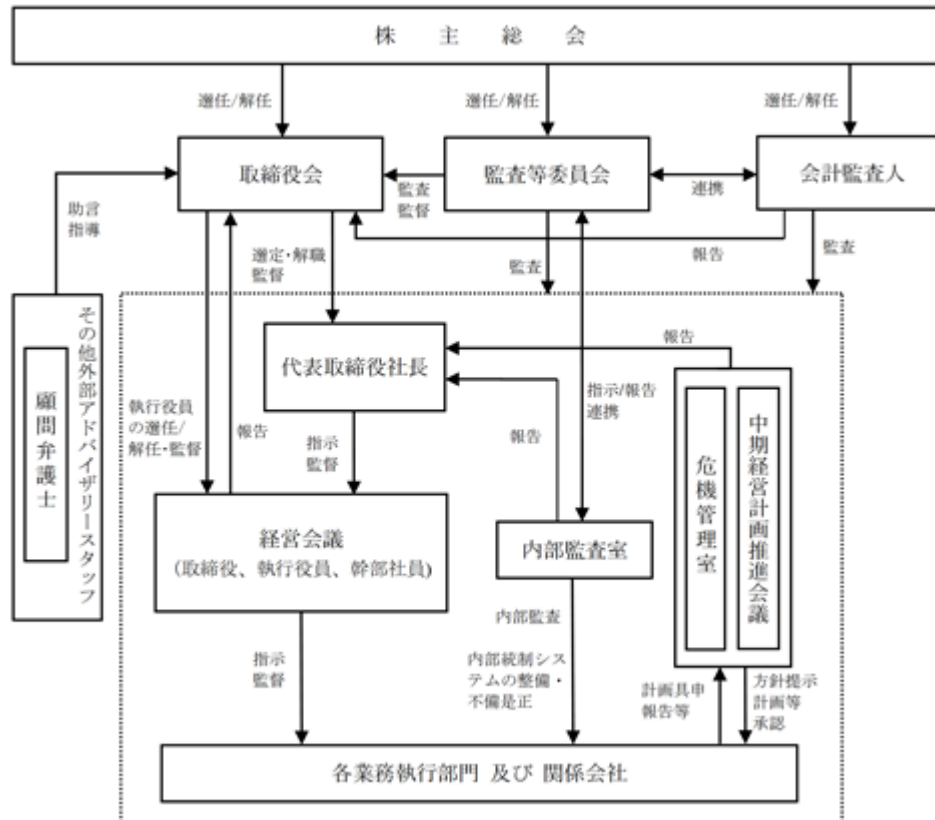 株主総会
選任/解任
選任/解任
選任/解任
取締役会
監査等委員会
会計監査人
監査
監督
連携
助言
指導
選定・解職
監督
監査
報告
監査
その他外部アドバイザリースタッフ
顧問弁護士
代表取締役社長
報告
執行役員
の選任/
解任・監督
報告
指示
監督
報告
指示/報告
連携
危機管理室
中期経営計画推進会議
経営会議
(取締役、執行役員、幹部社員)
内部監査室
指示
監督
内部監査
内部統制シス
テムの整備・
不備是正
計画具申
報告等
方針提示
計画等
承認
各業務執行部門 及び 関係会社